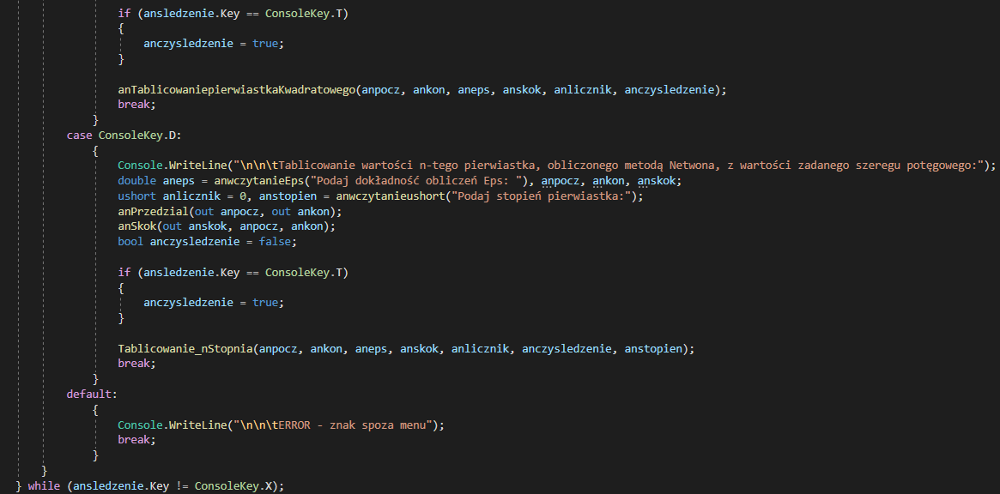 if (ansledzenie.Key == ConsoleKey.T)
{
anczysledzenie = true;
}
anTablicowaniepierwiastkaKwadratowego(anpocz, ankon, aneps, anskok, anlicznik, anczysledzenie);
break;
}
case ConsoleKey.D:
{
Console.WriteLine("\n\n\tTablicowanie wartości n-tego pierwiastka, obliczonego metodą Netwona, z wartości zadanego szeregu potęgowego:");
double aneps = anwczytanieEps("Podaj dokładność obliczeń Eps: "), anpocz, ankon, anskok;
ushort anlicznik = 0, anstopien = anwczytanieushort("Podaj stopień pierwiastka:");
anPrzedzial(out anpocz, out ankon);
anSkok(out anskok, anpocz, ankon);
bool anczysledzenie = false;
if (ansledzenie.Key == ConsoleKey.T)
{
anczysledzenie = true;
}
Tablicowanie_nStopnia(anpocz, ankon, aneps, anskok, anlicznik, anczysledzenie, anstopien);
break;
}
default:
{
Console.WriteLine("\n\n\tERROR - znak spoza menu");
break;
}
}
} while (ansledzenie.Key != ConsoleKey.X);